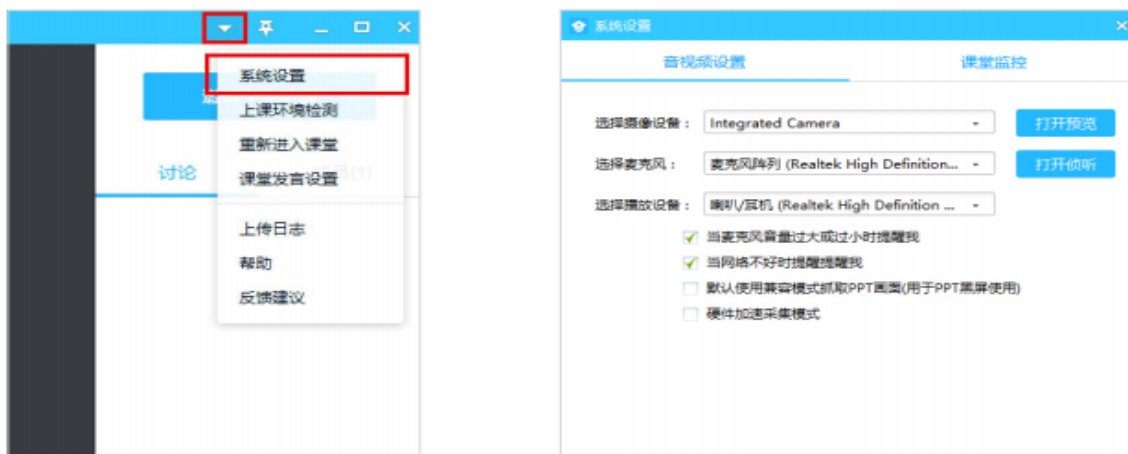 系统设置
上课环境检测
重新进入课堂
课堂发言设置
讨论
(1)
上传日志
帮助
反馈建议
系统设置
音视频设置
课堂监控
选择摄像设备： Integrated Camera 打开预览
选择麦克风： 麦克风阵列 (Realtek High Definition... 打开侦听
选择播放设备： 喇叭/耳机 (Realtek High Definition ...
当麦克风音量过大或过小时提醒我
当网络不好时提醒提醒我
默认使用兼容模式抓取PPT画面(用于PPT黑屏使用)
硬件加速采集模式